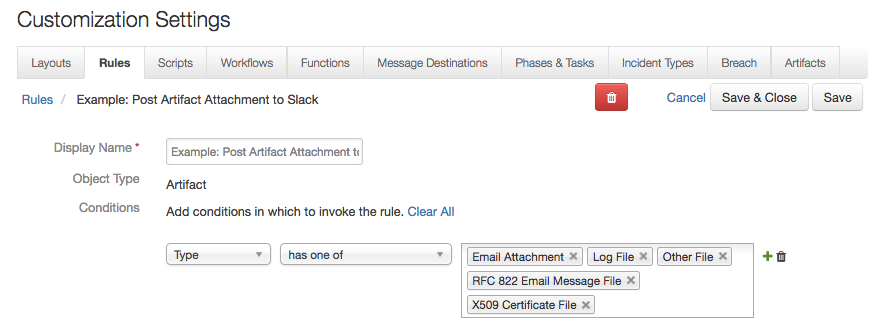 Customization Settings
Layouts Rules Scripts Workflows Functions Message Destinations Phases & Tasks Incident Types Breach Artifacts
Rules / Example: Post Artifact Attachment to Slack Cancel Save & Close Save
Display Name * Example: Post Artifact Attachment to
Object Type Artifact
Conditions Add conditions in which to invoke the rule. Clear All
Type has one of Email Attachment × Log File × Other File ×
RFC 822 Email Message File ×
X509 Certificate File ×